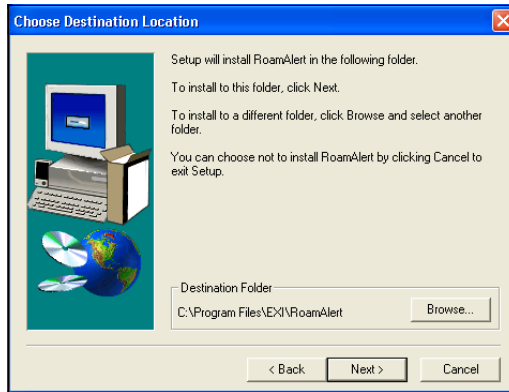 Choose Destination Location
Setup will install RoamAlert in the following folder.
To install to this folder, click Next.
To install to a different folder, click Browse and select another
folder.
You can choose not to install RoamAlert by clicking Cancel to
exit Setup.
Destination Folder
C:\Program Files\EXI\RoamAlert
Browse...
< Back
Next >
Cancel